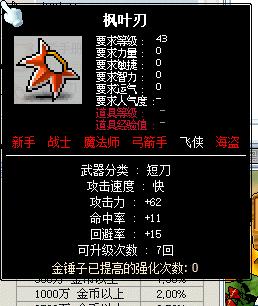 枫叶刃
要求等级 : 43
要求力量 : 0
要求敏捷 : 0
要求智力 : 0
要求运气 : 0
要求人气度 : -
道具等级 : -
道具经验值 : -
新手 战士 魔法师 弓箭手 飞侠 海盗
武器分类 : 短刀
攻击速度 : 快
攻击力 : +62
命中率 : +11
回避率 : +15
可升级次数 : 7回
金锤子已提高的强化次数: 0
1000万 金币以上 2,00%